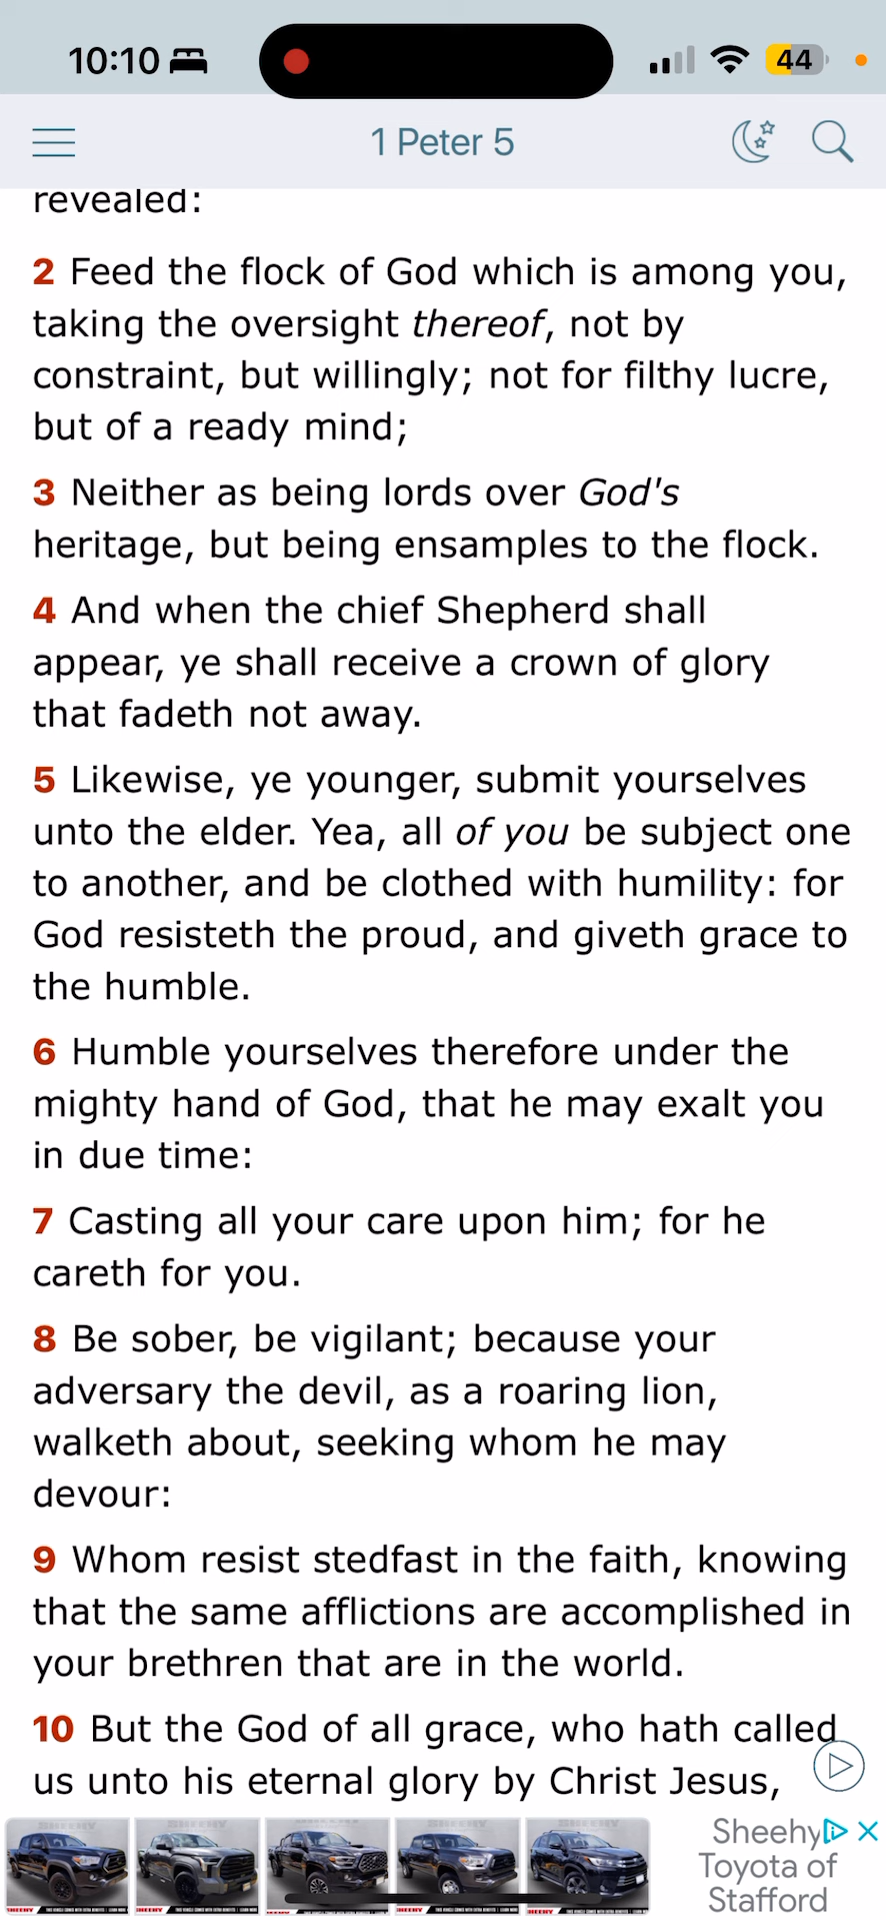 10:10
44
1 Peter 5
revealed:
2 Feed the flock of God which is among you,
taking the oversight thereof, not by
constraint, but willingly; not for filthy lucre,
but of a ready mind;
3 Neither as being lords over God's
heritage, but being ensamples to the flock.
4 And when the chief Shepherd shall
appear, ye shall receive a crown of glory
that fadeth not away.
5 Likewise, ye younger, submit yourselves
unto the elder. Yea, all of you be subject one
to another, and be clothed with humility: for
God resisteth the proud, and giveth grace to
the humble.
6 Humble yourselves therefore under the
mighty hand of God, that he may exalt you
in due time:
7 Casting all your care upon him; for he
careth for you.
8 Be sober, be vigilant; because your
adversary the devil, as a roaring lion,
walketh about, seeking whom he may
devour:
9 Whom resist stedfast in the faith, knowing
that the same afflictions are accomplished in
your brethren that are in the world.
10 But the God of all grace, who hath called
us unto his eternal glory by Christ Jesus,
Sheehy
Toyota of
Stafford